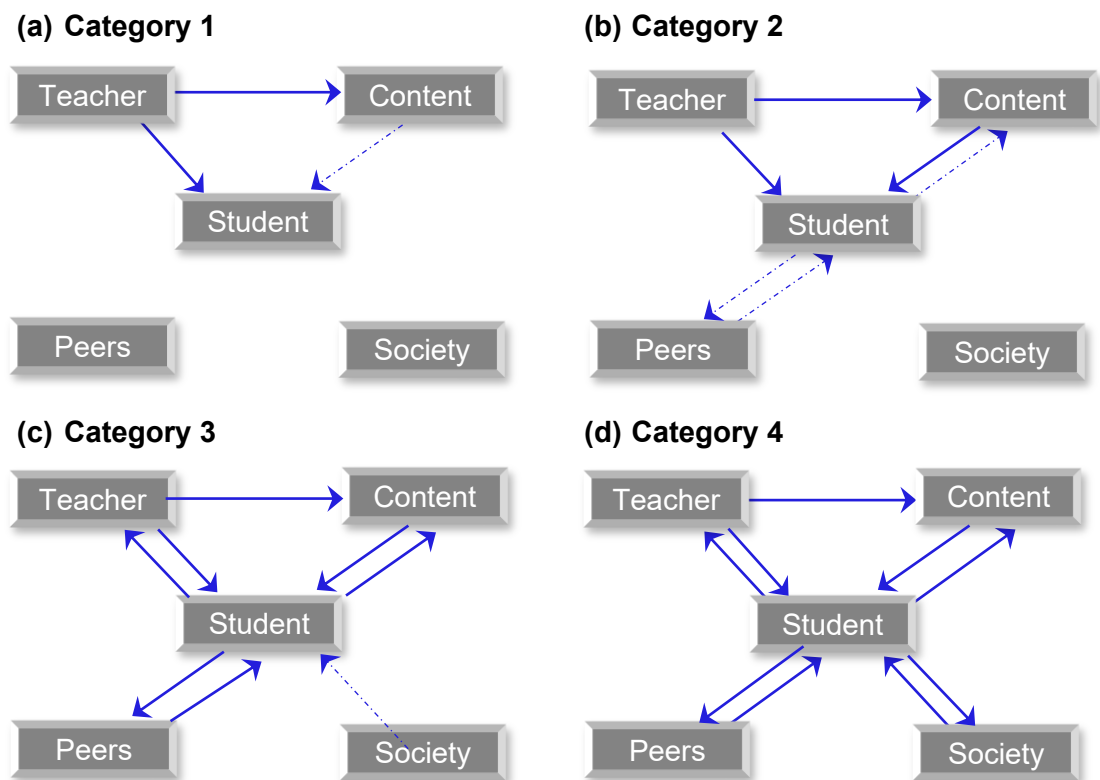 (a) Category 1
(b) Category 2
Teacher
Content
Teacher
Content
Student
Student
Peers
Society
Peers
Society
(c) Category 3
(d) Category 4
Teacher
Content
Teacher
Content
Student
Student
Peers
Society
Peers
Society